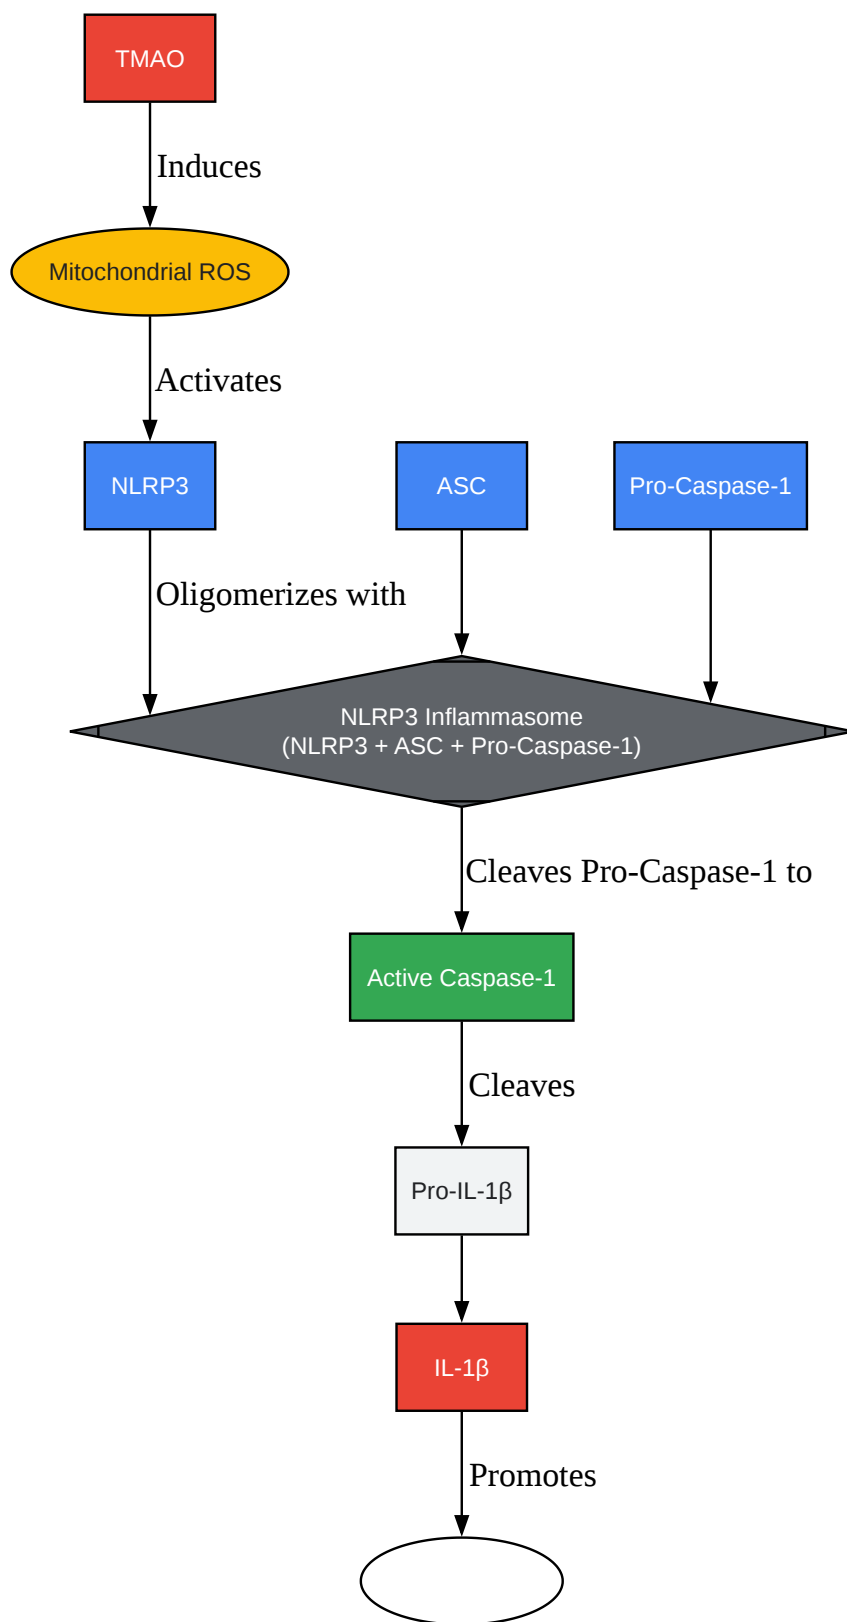 TMAO
Induces
Mitochondrial ROS
Activates
NLRP3
ASC
Pro-Caspase-1
Oligomerizes with
NLRP3 Inflammasome
(NLRP3 + ASC + Pro-Caspase-1)
Cleaves Pro-Caspase-1 to
Active Caspase-1
Cleaves
Pro-IL-1β
IL-1β
Promotes